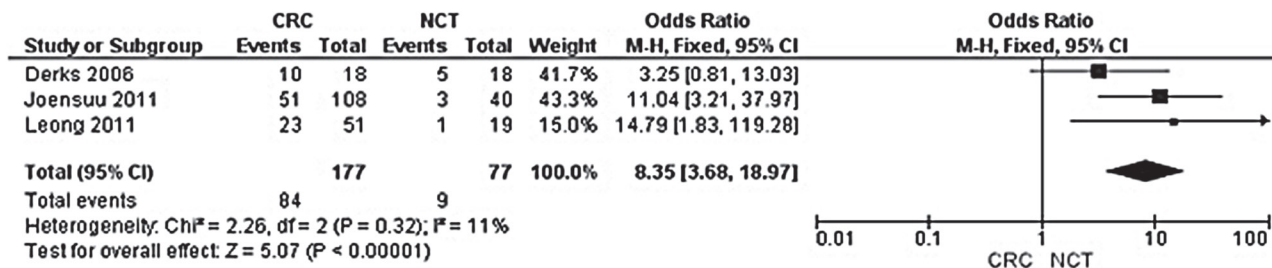 CRC NCT Odds Ratio Odds Ratio
Study or Subgroup Events Total Events Total Weight M-H, Fixed, 95% CI M-H, Fixed, 95% CI
Derks 2006 10 18 5 18 41.7% 3.25 [0.81, 13.03]
Joensuu 2011 51 108 3 40 43.3% 11.04 [3.21, 37.97]
Leong 2011 23 51 1 19 15.0% 14.79 [1.83, 119.28]
Total (95% CI) 177 77 100.0% 8.35 [3.68, 18.97]
Total events 84 9
Heterogeneity: Chi² = 2.26, df = 2 (P = 0.32); I² = 11%
Test for overall effect: Z = 5.07 (P < 0.00001)
0.01 0.1 1 10 100
CRC NCT